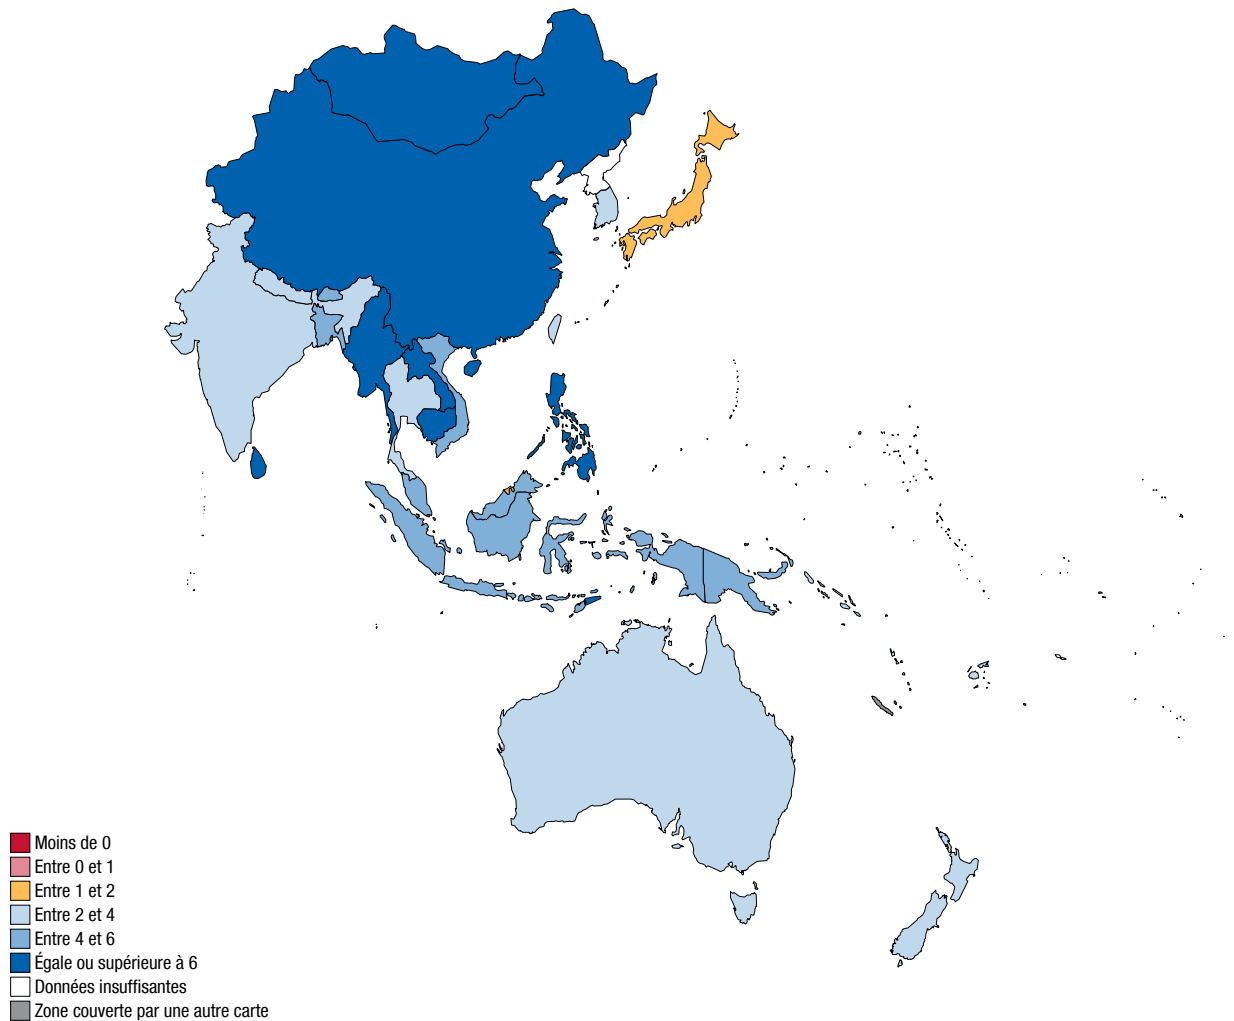 Moins de 0
Entre 0 et 1
Entre 1 et 2
Entre 2 et 4
Entre 4 et 6
Égale ou supérieure à 6
Données insuffisantes
Zone couverte par une autre carte